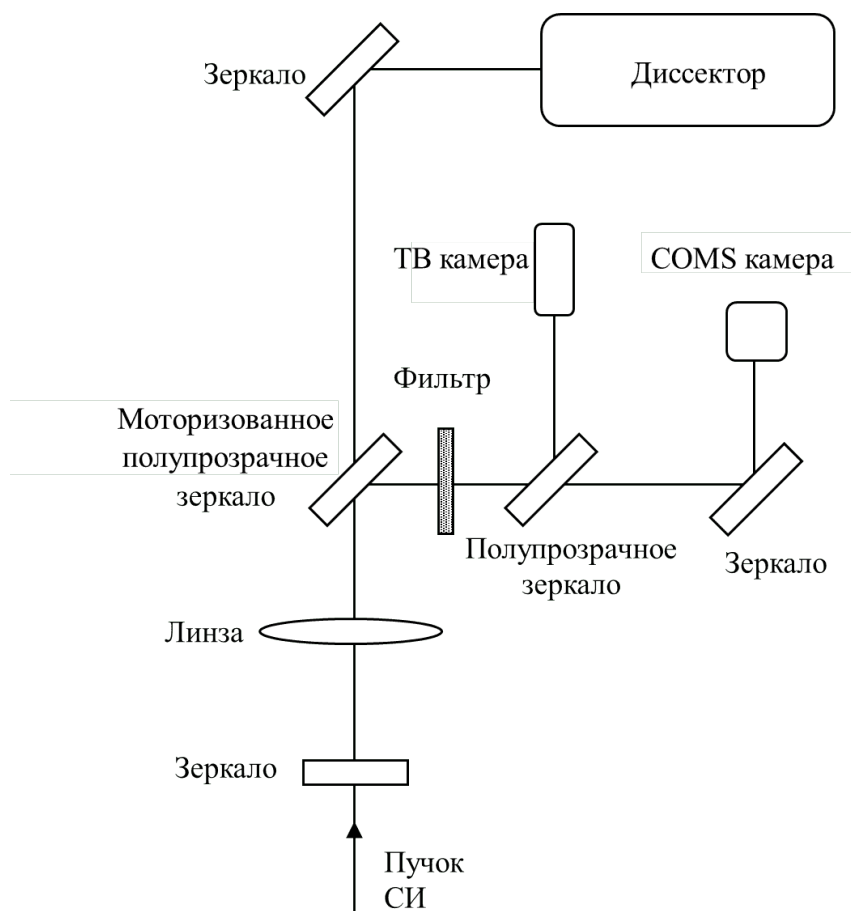 Зеркало
Диссектор
ТВ камера
COMS камера
Фильтр
Моторизованное
полупрозрачное
зеркало
Полупрозрачное
зеркало
Зеркало
Линза
Зеркало
Пучок
СИ